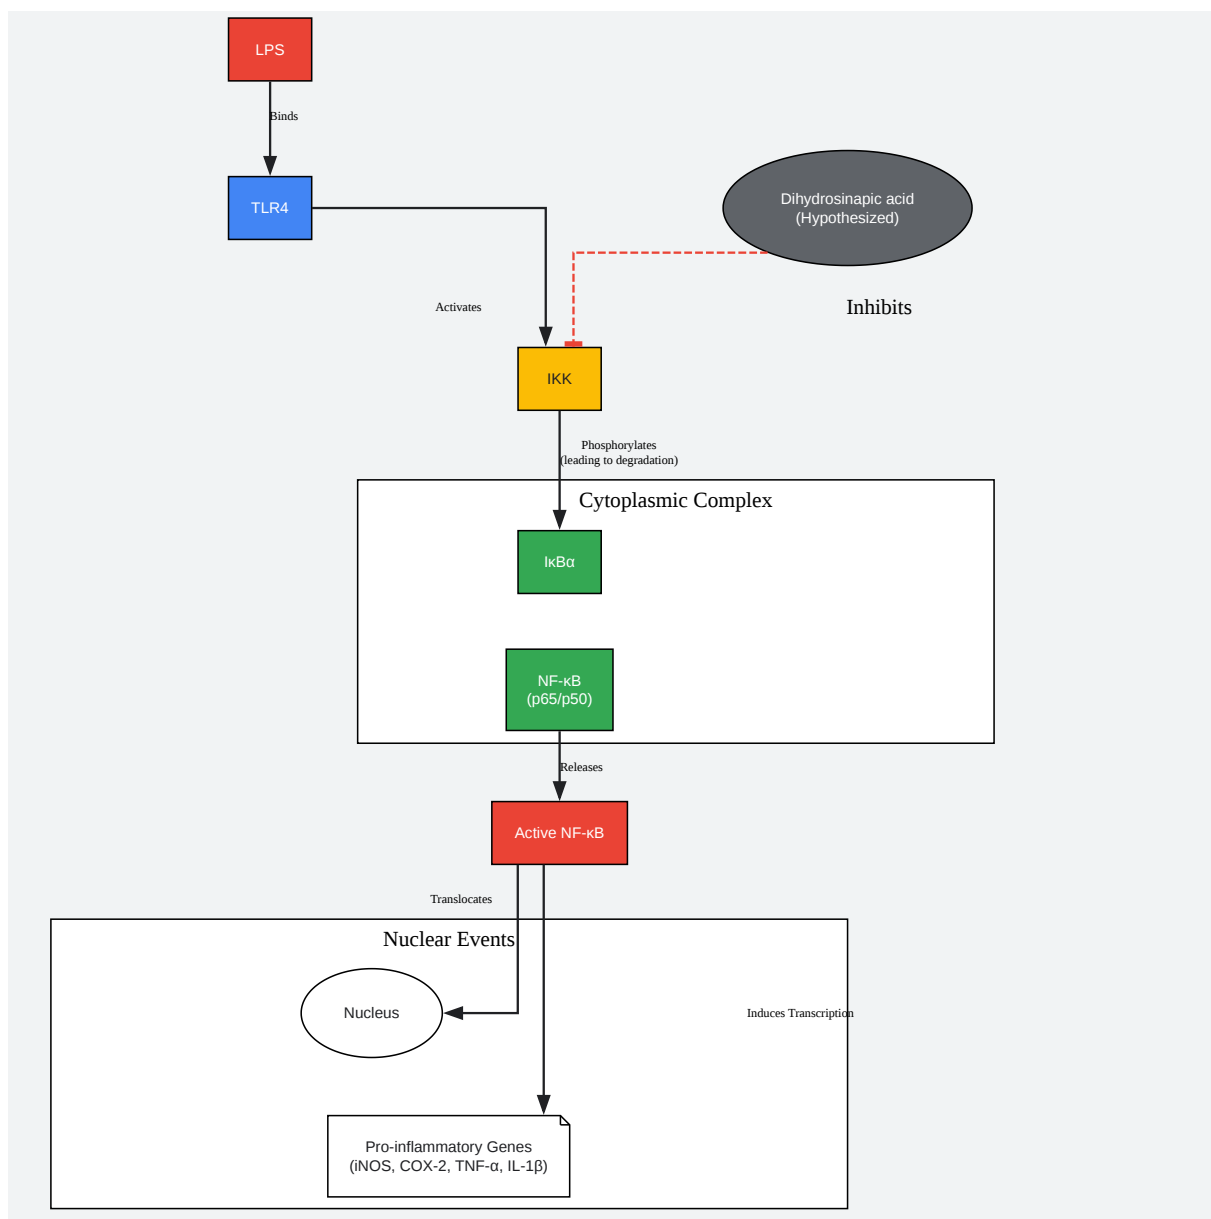 LPS
Binds
TLR4
Dihydrosinapic acid
(Hypothesized)
Activates
Inhibits
IKK
Phosphorylates
(leading to degradation)
Cytoplasmic Complex
IκBα
NF-κB
(p65/p50)
Releases
Active NF-κB
Translocates
Nuclear Events
Nucleus
Induces Transcription
Pro-inflammatory Genes
(iNOS, COX-2, TNF-α, IL-1β)